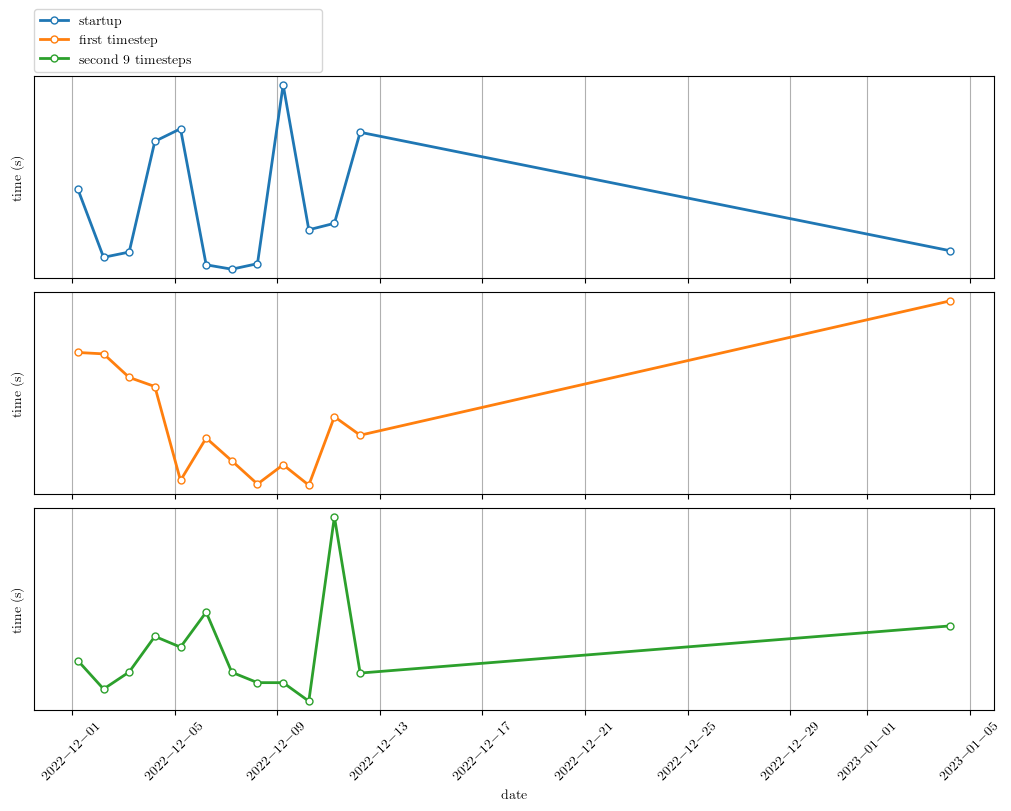 startup
first timestep
second 9 timesteps
time (s)
time (s)
time (s)
2022−12−01
2022−12−05
2022−12−09
2022−12−13
2022−12−17
2022−12−21
2022−12−25
2022−12−29
2023−01−01
2023−01−05
date